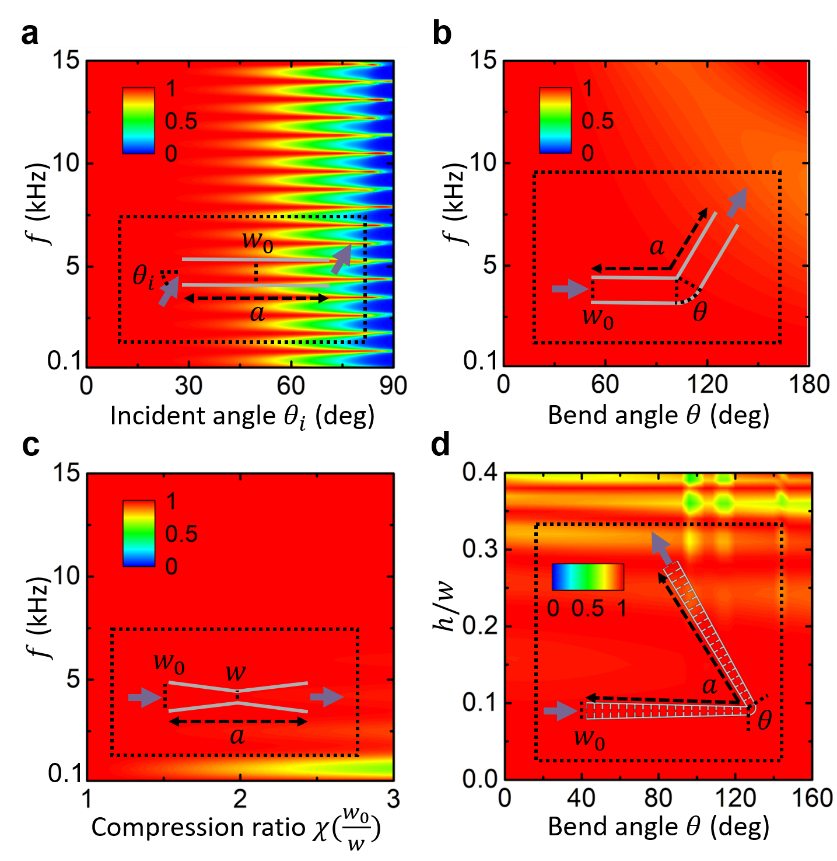 a
15
10
5
0.1
f (kHz)
1
0.5
0
w₀
θᵢ
a
0 30 60 90
Incident angle θᵢ (deg)
b
15
10
5
0.1
f (kHz)
1
0.5
0
a
w₀
θ
0 60 120 180
Bend angle θ (deg)
c
15
10
5
0.1
f (kHz)
1
0.5
0
w₀
w
a
1 2 3
Compression ratio χ(w₀/w)
d
0.4
0.3
0.2
0.1
0.0
h/w
0 0.5 1
a
w₀
θ
0 40 80 120 160
Bend angle θ (deg)